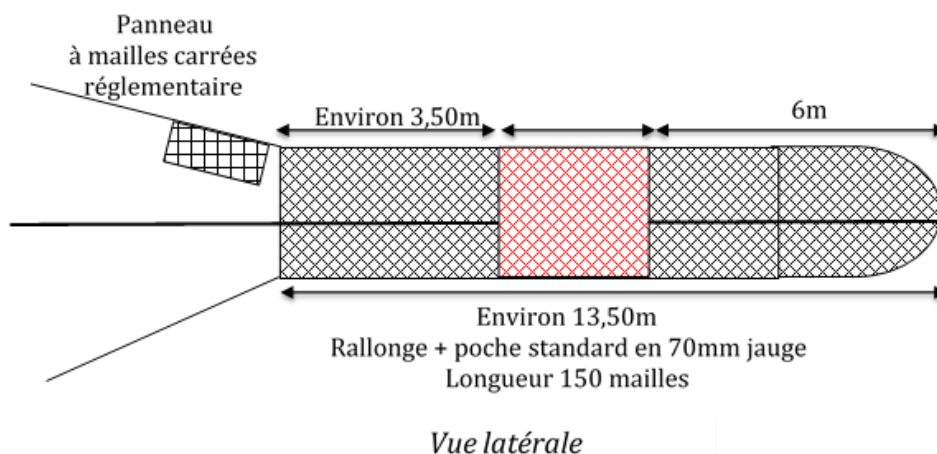 Panneau
à mailles carrées
réglementaire
Environ 3,50m
6m
Environ 13,50m
Rallonge + poche standard en 70mm jauge
Longueur 150 mailles
Vue latérale